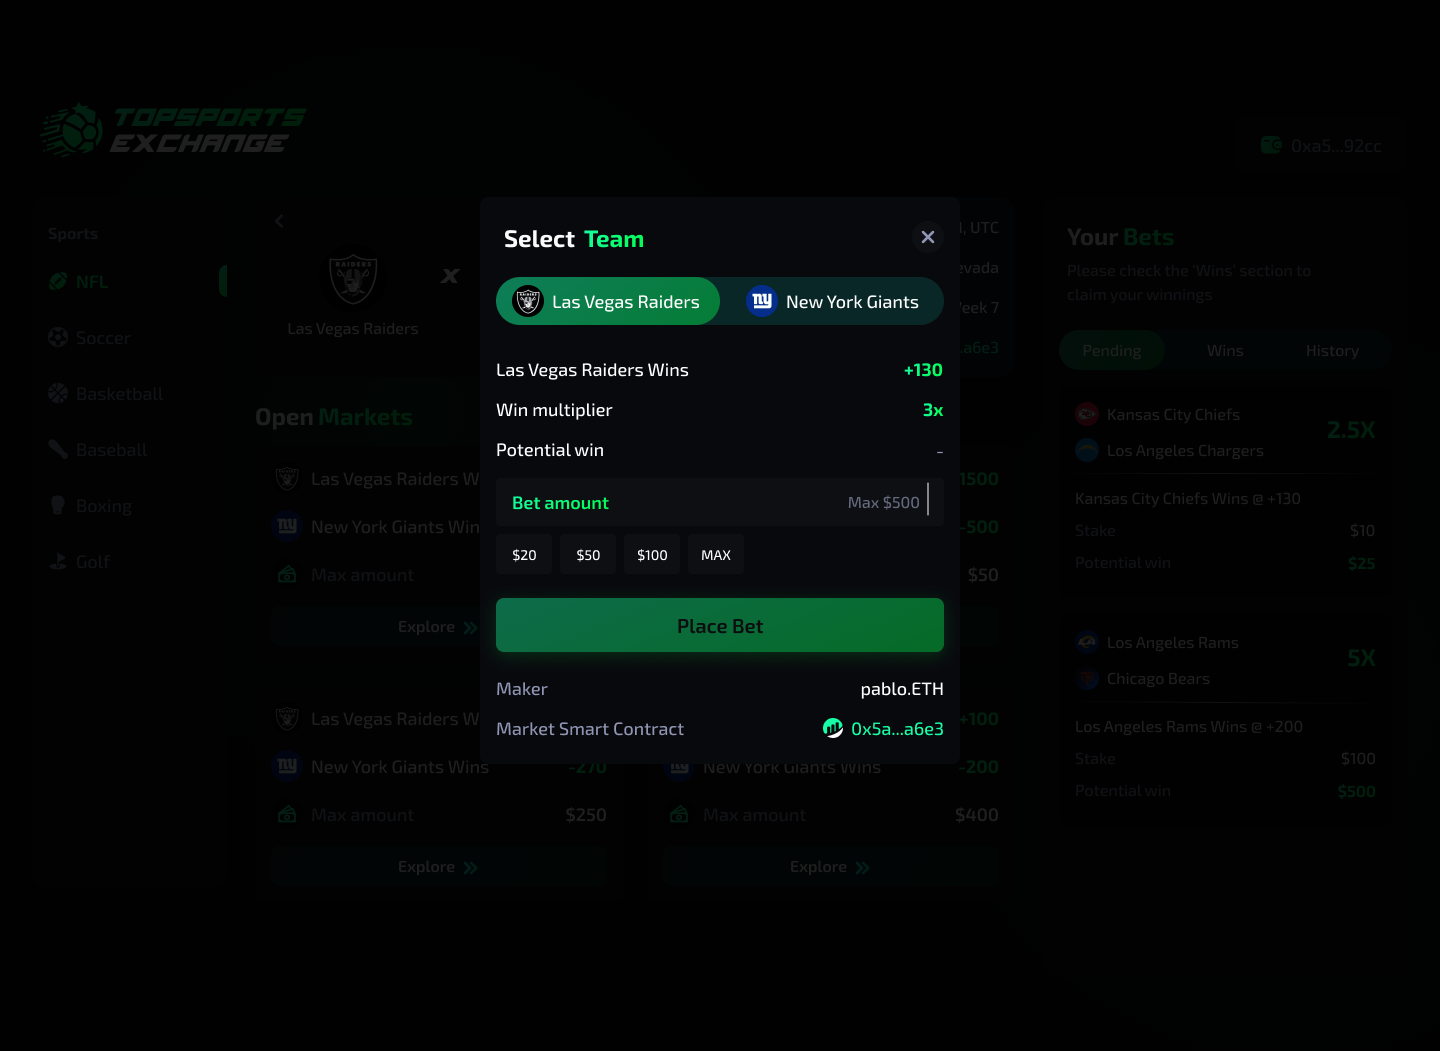 TOPSPORTS
EXCHANGE
0xa5...92cc
Sports
NFL
Soccer
Basketball
Baseball
Boxing
Golf
RAIDERS
Las Vegas Raiders
X
UTC
Week 7
...a6e3
Open Markets
Las Vegas Raiders W
New York Giants Win
Max amount
Explore
1500
-500
$50
Las Vegas Raiders W
New York Giants Wins
-270
Max amount
$250
Explore
+100
New York Giants Wins
-200
Max amount
$400
Explore
Select Team
Las Vegas Raiders
ny New York Giants
Las Vegas Raiders Wins
+130
Win multiplier
3x
Potential win
-
Bet amount
Max $500
$20
$50
$100
MAX
Place Bet
Maker
pablo.ETH
Market Smart Contract
0x5a...a6e3
Your Bets
Please check the 'Wins' section to
claim your winnings
Pending
Wins
History
Kansas City Chiefs
Los Angeles Chargers
2.5X
Kansas City Chiefs Wins @ +130
Stake
$10
Potential win
$25
Los Angeles Rams
Chicago Bears
5X
Los Angeles Rams Wins @ +200
Stake
$100
Potential win
$500